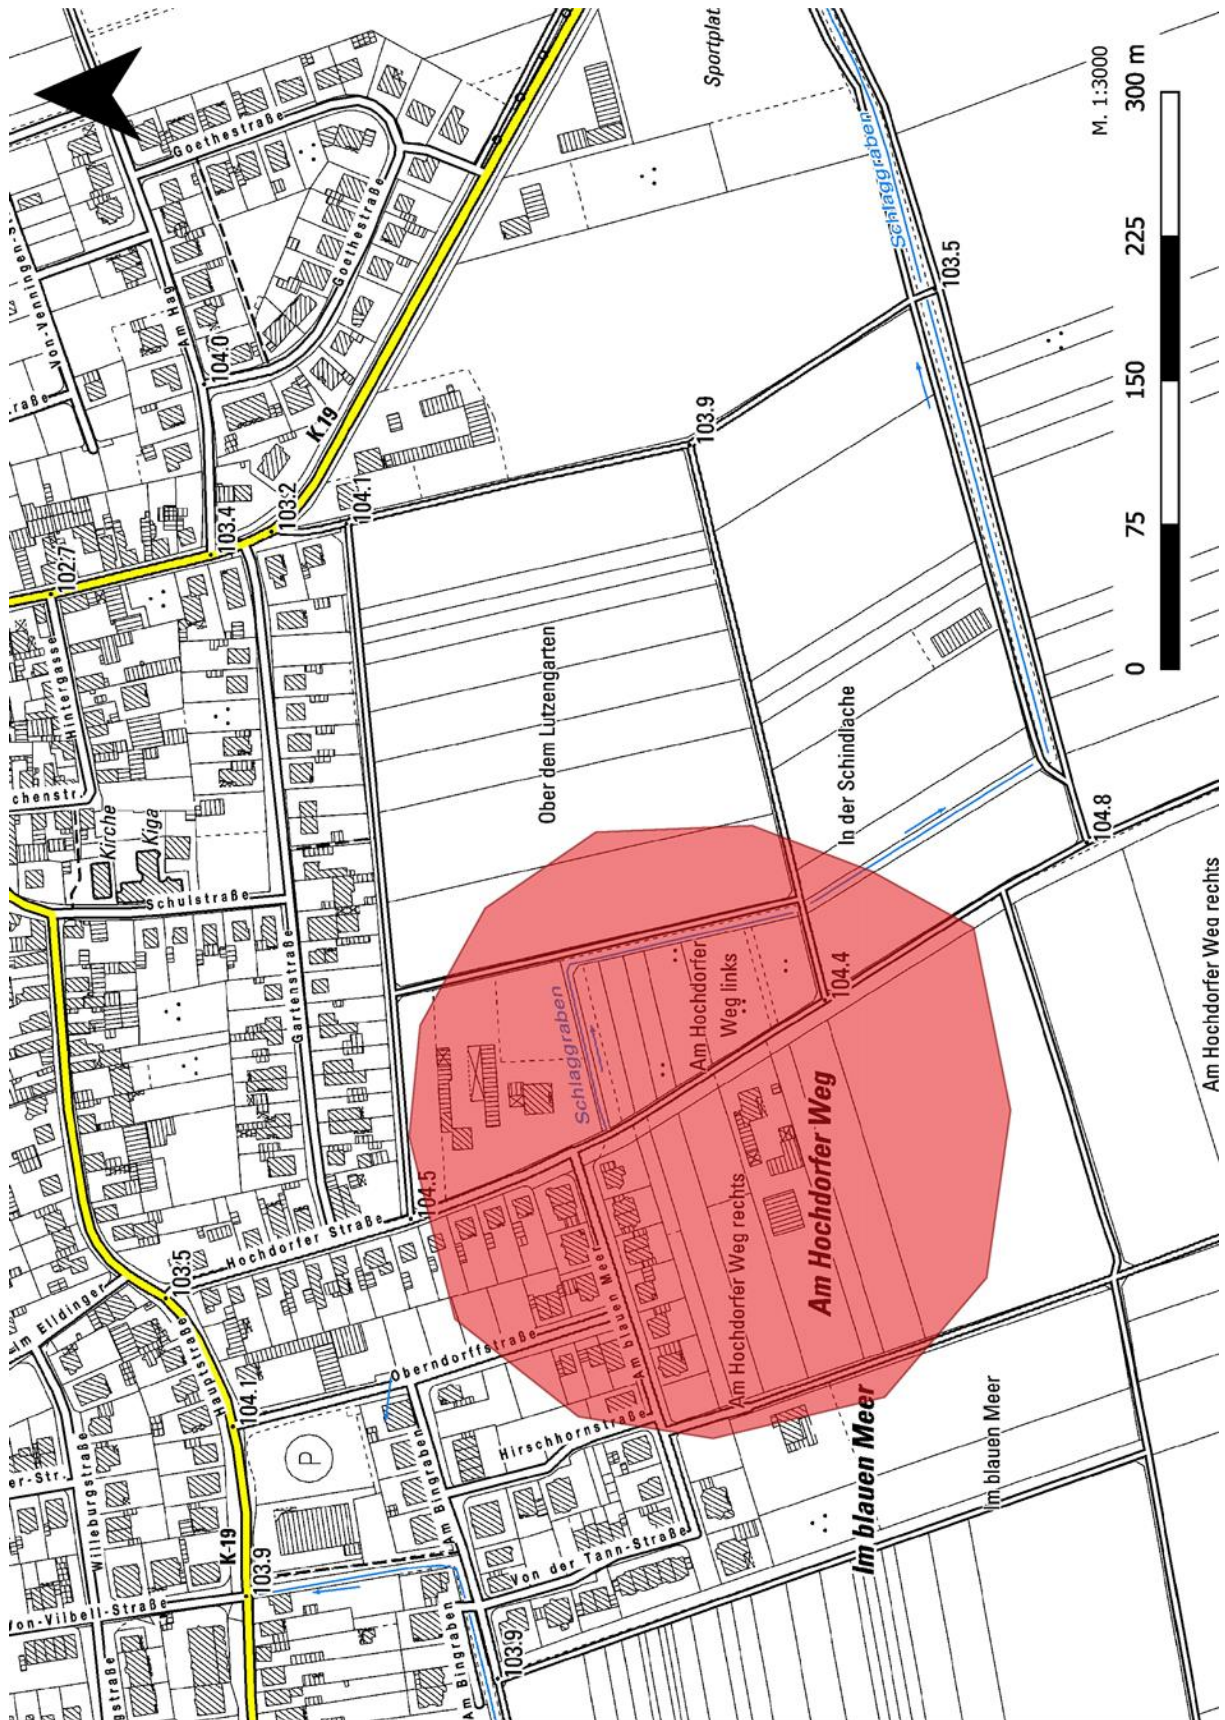 Sportplat
M. 1:3000
0
75
150
225
300 m
Goethestraße
Goethestraße
Am Hag
104.0
K 19
103.2
103.4
104.1
102.7
Hintergasse
chenstr.
Kirche
Kiga
Schulstraße
Gartenstraße
Ober dem Lutzengarten
103.9
In der Schindlache
Schlaggraben
103.5
104.8
Schlaggraben
Am Hochdorfer
Weg links
104.4
Am Hochdorfer Weg
Am Hochdorfer Weg rechts
Am Hochdorfer Weg rechts
104.5
Hochdorfer Straße
103.5
Hauptstraße
104.1
Oberndorffstraße
Am blauen Meer
Hirschhornstraße
P
Am Bingraben
Von der Tann-Straße
Im blauen Meer
Im blauen Meer
Willeburgstraße
er-Str.
K-19
103.9
Von-Vilbell-Straße
Am Bingraben
103.9
gstraße
raße